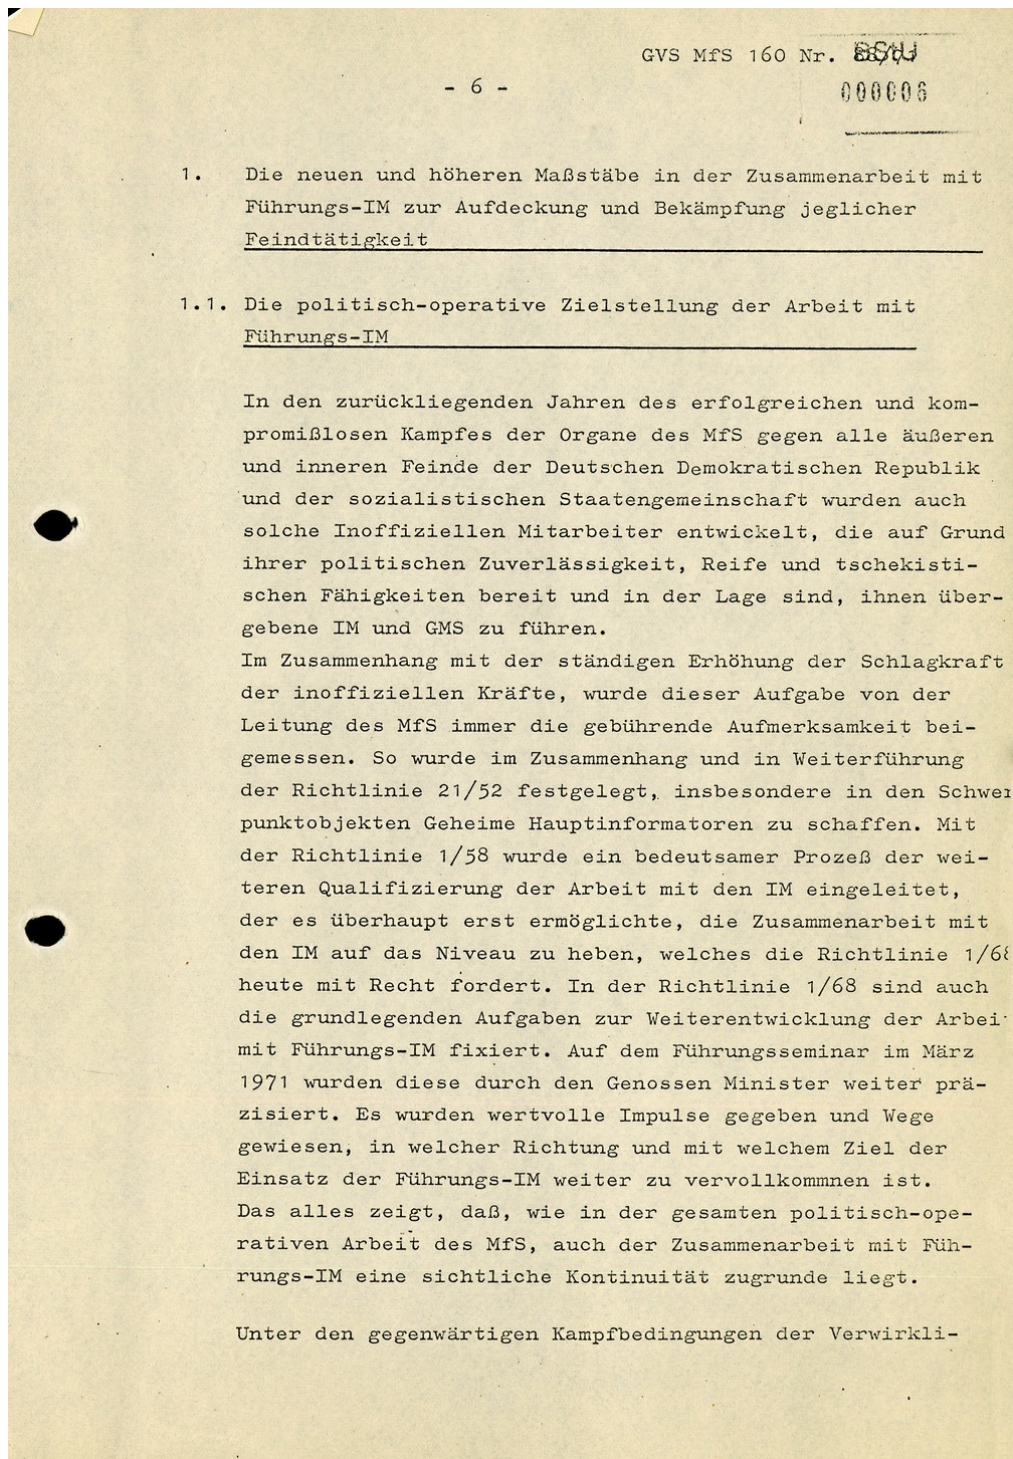 GVS MfS 160 Nr. BStU
- 6 -
000006
1. Die neuen und höheren Maßstäbe in der Zusammenarbeit mit
Führungs-IM zur Aufdeckung und Bekämpfung jeglicher
Feindtätigkeit
1.1. Die politisch-operative Zielstellung der Arbeit mit
Führungs-IM
In den zurückliegenden Jahren des erfolgreichen und kom-
promißlosen Kampfes der Organe des MfS gegen alle äußeren
und inneren Feinde der Deutschen Demokratischen Republik
und der sozialistischen Staatengemeinschaft wurden auch
solche Inoffiziellen Mitarbeiter entwickelt, die auf Grund
ihrer politischen Zuverlässigkeit, Reife und tschekisti-
schen Fähigkeiten bereit und in der Lage sind, ihnen über-
gebene IM und GMS zu führen.
Im Zusammenhang mit der ständigen Erhöhung der Schlagkraft
der inoffiziellen Kräfte, wurde dieser Aufgabe von der
Leitung des MfS immer die gebührende Aufmerksamkeit bei-
gemessen. So wurde im Zusammenhang und in Weiterführung
der Richtlinie 21/52 festgelegt, insbesondere in den Schwer
punktobjekten Geheime Hauptinformatoren zu schaffen. Mit
der Richtlinie 1/58 wurde ein bedeutsamer Prozeß der wei-
teren Qualifizierung der Arbeit mit den IM eingeleitet,
der es überhaupt erst ermöglichte, die Zusammenarbeit mit
den IM auf das Niveau zu heben, welches die Richtlinie 1/68
heute mit Recht fordert. In der Richtlinie 1/68 sind auch
die grundlegenden Aufgaben zur Weiterentwicklung der Arbei
mit Führungs-IM fixiert. Auf dem Führungsseminar im März
1971 wurden diese durch den Genossen Minister weiter prä-
zisiert. Es wurden wertvolle Impulse gegeben und Wege
gewiesen, in welcher Richtung und mit welchem Ziel der
Einsatz der Führungs-IM weiter zu vervollkommnen ist.
Das alles zeigt, daß, wie in der gesamten politisch-ope-
rativen Arbeit des MfS, auch der Zusammenarbeit mit Füh-
rungs-IM eine sichtliche Kontinuität zugrunde liegt.
Unter den gegenwärtigen Kampfbedingungen der Verwirkli-